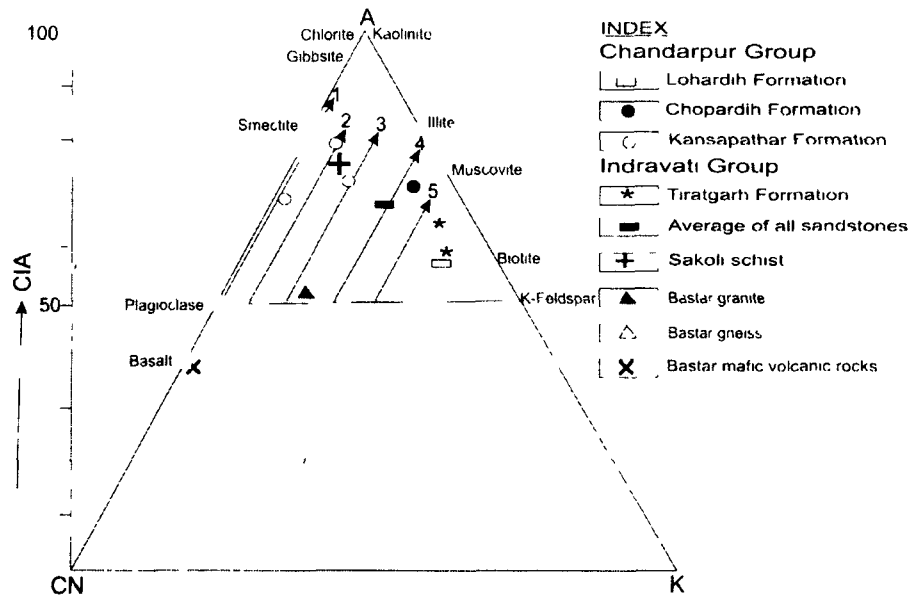 A
100
Chlorite Kaolinite
Gibbsite
1
Smectite
2
3
Illite
4
Muscovite
5
Biotite
CIA
50
Plagioclase
K-Feldspar
Basalt
CN
K
INDEX
Chandarpur Group
Lohardih Formation
Chopardih Formation
Kansapathar Formation
Indravati Group
Tiratgarh Formation
Average of all sandstones
Sakoli schist
Bastar granite
Bastar gneiss
Bastar mafic volcanic rocks